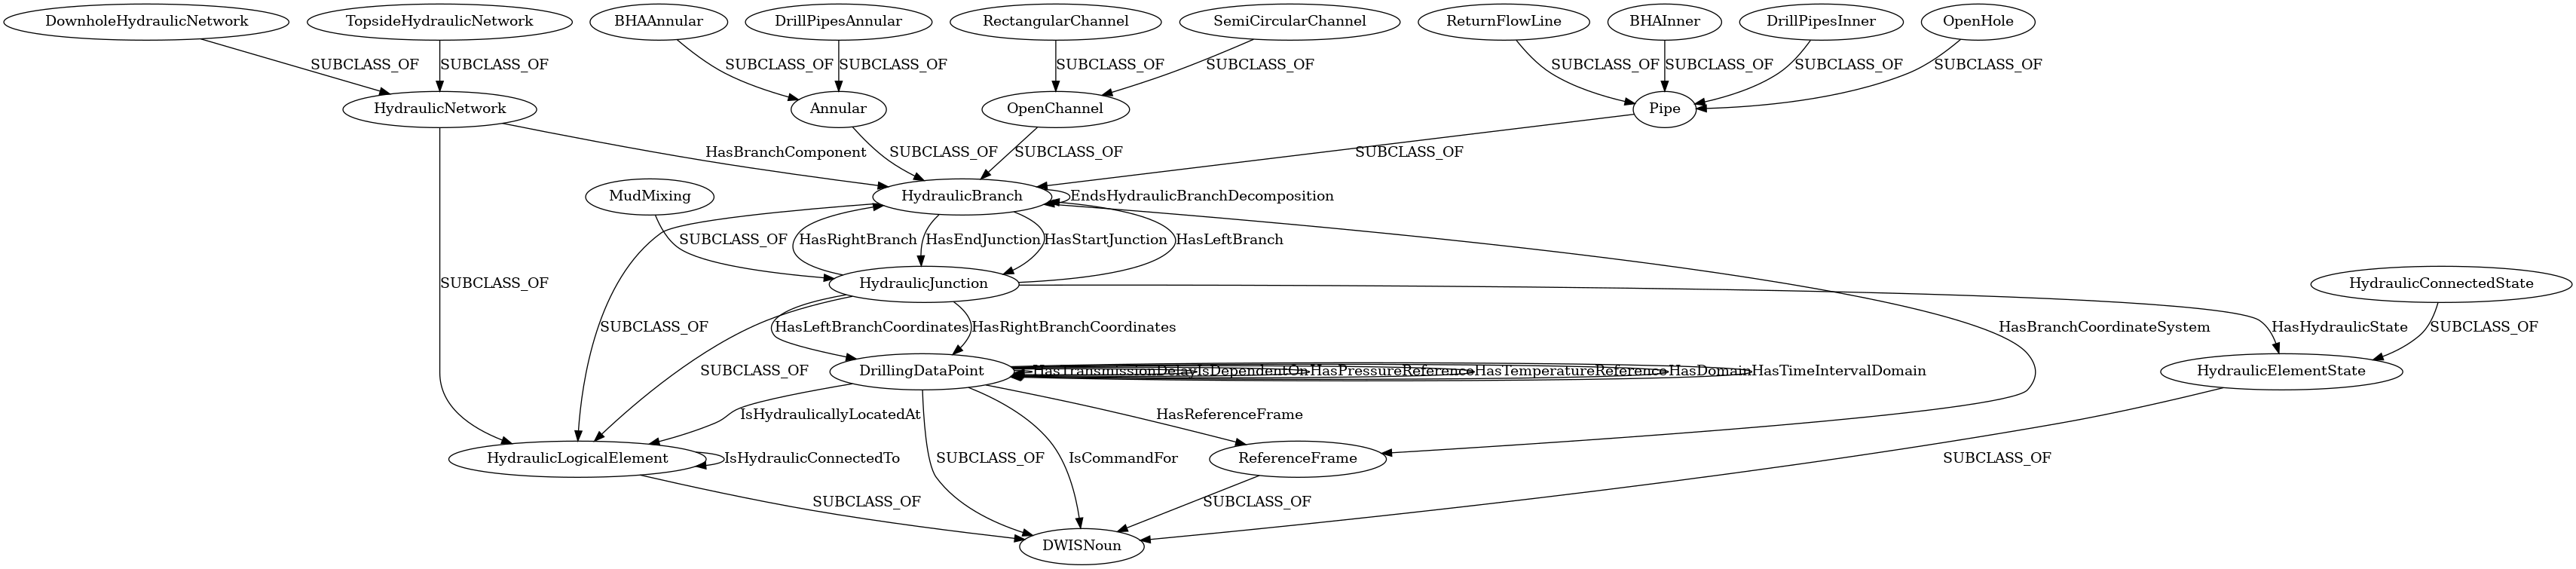 DownholeHydraulicNetwork
TopsideHydraulicNetwork
BHAAnnular
DrillPipesAnnular
RectangularChannel
SemiCircularChannel
ReturnFlowLine
BHAInner
DrillPipesInner
OpenHole
SUBCLASS_OF
SUBCLASS_OF
SUBCLASS_OF
SUBCLASS_OF
SUBCLASS_OF
SUBCLASS_OF
SUBCLASS_OF
SUBCLASS_OF
SUBCLASS_OF
SUBCLASS_OF
HydraulicNetwork
Annular
OpenChannel
Pipe
HasBranchComponent
SUBCLASS_OF
SUBCLASS_OF
SUBCLASS_OF
MudMixing
HydraulicBranch
EndsHydraulicBranchDecomposition
SUBCLASS_OF
HasRightBranch
HasEndJunction
HasStartJunction
HasLeftBranch
SUBCLASS_OF
HydraulicJunction
HydraulicConnectedState
SUBCLASS_OF
HasLeftBranchCoordinates
HasRightBranchCoordinates
HasBranchCoordinateSystem
HasHydraulicState
SUBCLASS_OF
SUBCLASS_OF
DrillingDataPoint
HasTransmissionDelay
IsDependentOn
HasPressureReference
HasTemperatureReference
HasDomain
HasTimeIntervalDomain
HydraulicElementState
IsHydraulicallyLocatedAt
HasReferenceFrame
HydraulicLogicalElement
IsHydraulicConnectedTo
SUBCLASS_OF
IsCommandFor
ReferenceFrame
SUBCLASS_OF
SUBCLASS_OF
SUBCLASS_OF
DWISNoun